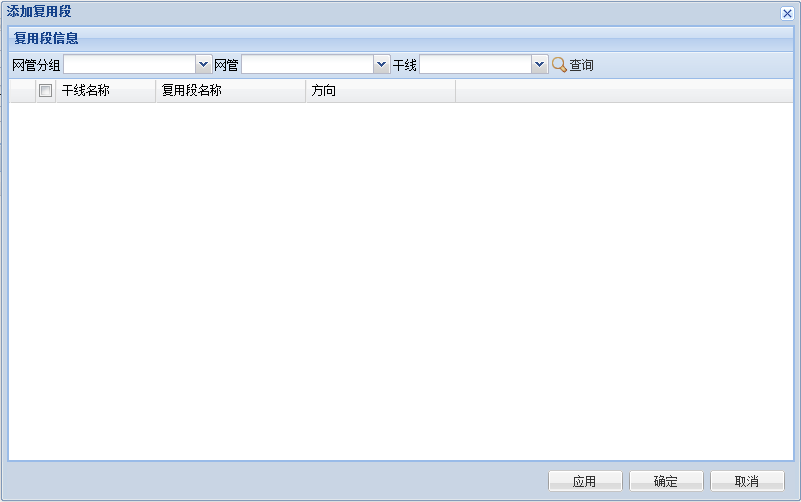 添加复用段
复用段信息
网管分组 网管 干线 查询
干线名称 复用段名称 方向
应用 确定 取消